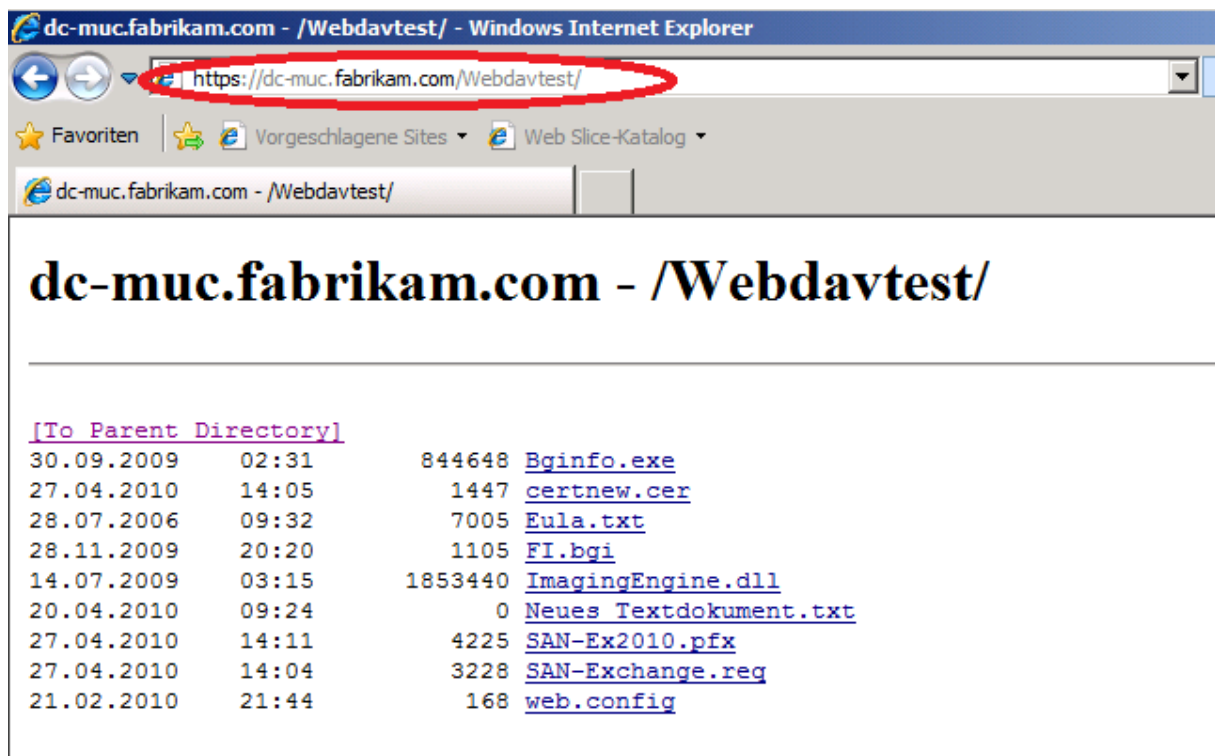 dc-muc.fabrikam.com - /Webdavtest/ - Windows Internet Explorer
https://dc-muc.fabrikam.com/Webdavtest/
Favoriten Vorgeschlagene Sites Web Slice-Katalog
dc-muc.fabrikam.com - /Webdavtest/
dc-muc.fabrikam.com - /Webdavtest/
[To Parent Directory]
30.09.2009 02:31 844648 Bginfo.exe
27.04.2010 14:05 1447 certnew.cer
28.07.2006 09:32 7005 Eula.txt
28.11.2009 20:20 1105 FI.bgi
14.07.2009 03:15 1853440 ImagingEngine.dll
20.04.2010 09:24 0 Neues Textdokument.txt
27.04.2010 14:11 4225 SAN-Ex2010.pfx
27.04.2010 14:04 3228 SAN-Exchange.req
21.02.2010 21:44 168 web.config